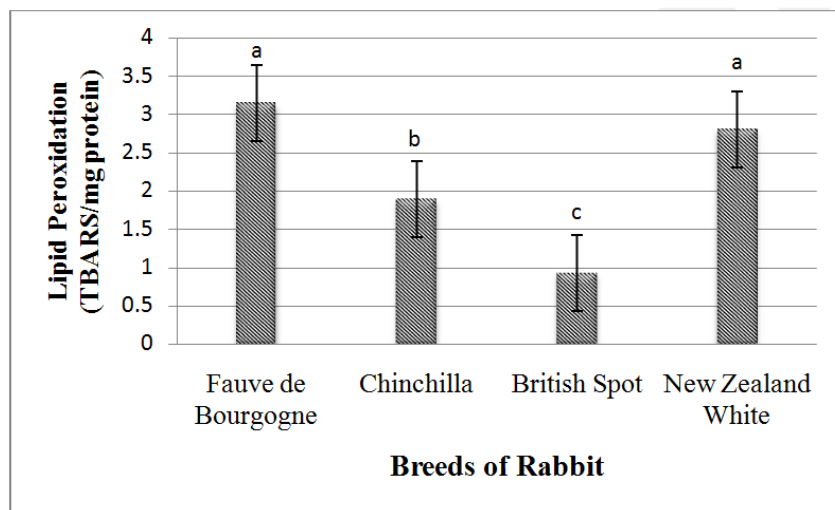 Lipid Peroxidation
(TBARS/mg protein)
4
3.5
3
2.5
2
1.5
1
0.5
0
a
b
c
a
Fauve de
Bourgogne
Chinchilla
British Spot
New Zealand
White
Breeds of Rabbit